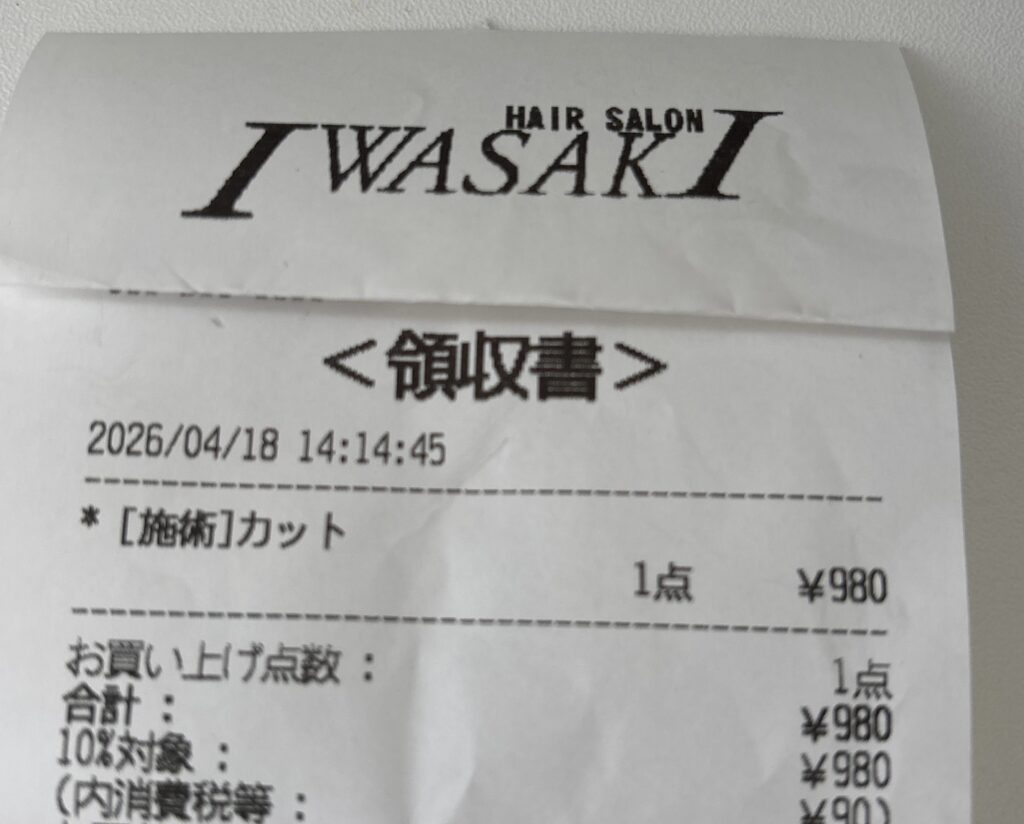 HAIR SALON
IWASAKI
<領収書>
2026/04/18 14:14:45
* [施術]カット
1点 ¥980
お買い上げ点数 : 1点
合計 : ¥980
10%対象 : ¥980
(内消費税等 : ¥90)